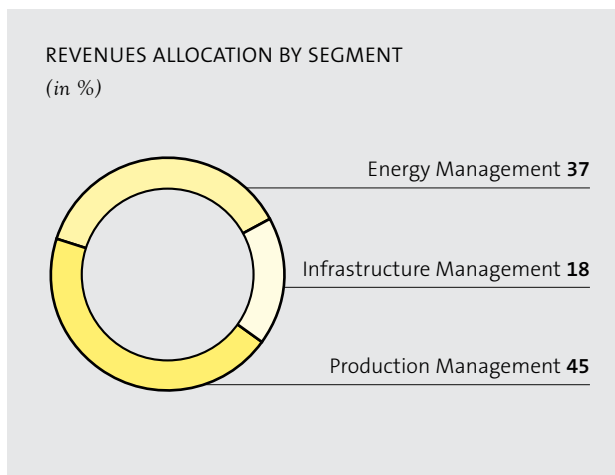 REVENUES ALLOCATION BY SEGMENT
(in %)
Energy Management 37
Infrastructure Management 18
Production Management 45